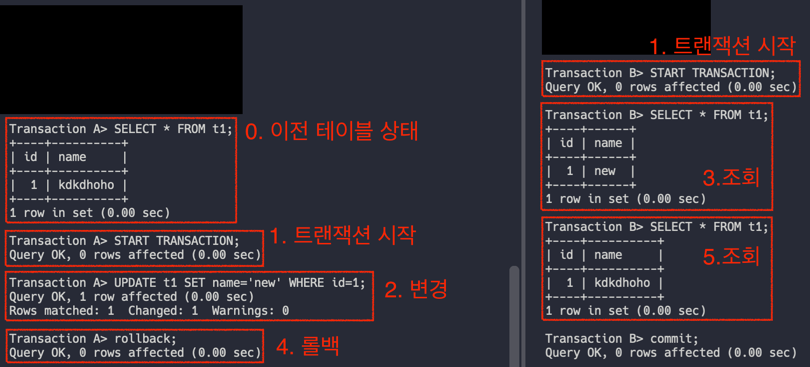 Transaction A> SELECT * FROM t1;
+----+----------+
| id | name     |
+----+----------+
|  1 | kdkdhoho |
+----+----------+
1 row in set (0.00 sec)
0. 이전 테이블 상태
Transaction A> START TRANSACTION;
Query OK, 0 rows affected (0.00 sec)
1. 트랜잭션 시작
Transaction A> UPDATE t1 SET name='new' WHERE id=1;
Query OK, 1 row affected (0.00 sec)
Rows matched: 1  Changed: 1  Warnings: 0
2. 변경
Transaction A> rollback;
Query OK, 0 rows affected (0.00 sec)
4. 롤백
1. 트랜잭션 시작
Transaction B> START TRANSACTION;
Query OK, 0 rows affected (0.00 sec)
Transaction B> SELECT * FROM t1;
+----+------+
| id | name |
+----+------+
|  1 | new  |
+----+------+
1 row in set (0.00 sec)
3.조회
Transaction B> SELECT * FROM t1;
+----+----------+
| id | name     |
+----+----------+
|  1 | kdkdhoho |
+----+----------+
1 row in set (0.00 sec)
5.조회
Transaction B> commit;
Query OK, 0 rows affected (0.00 sec)